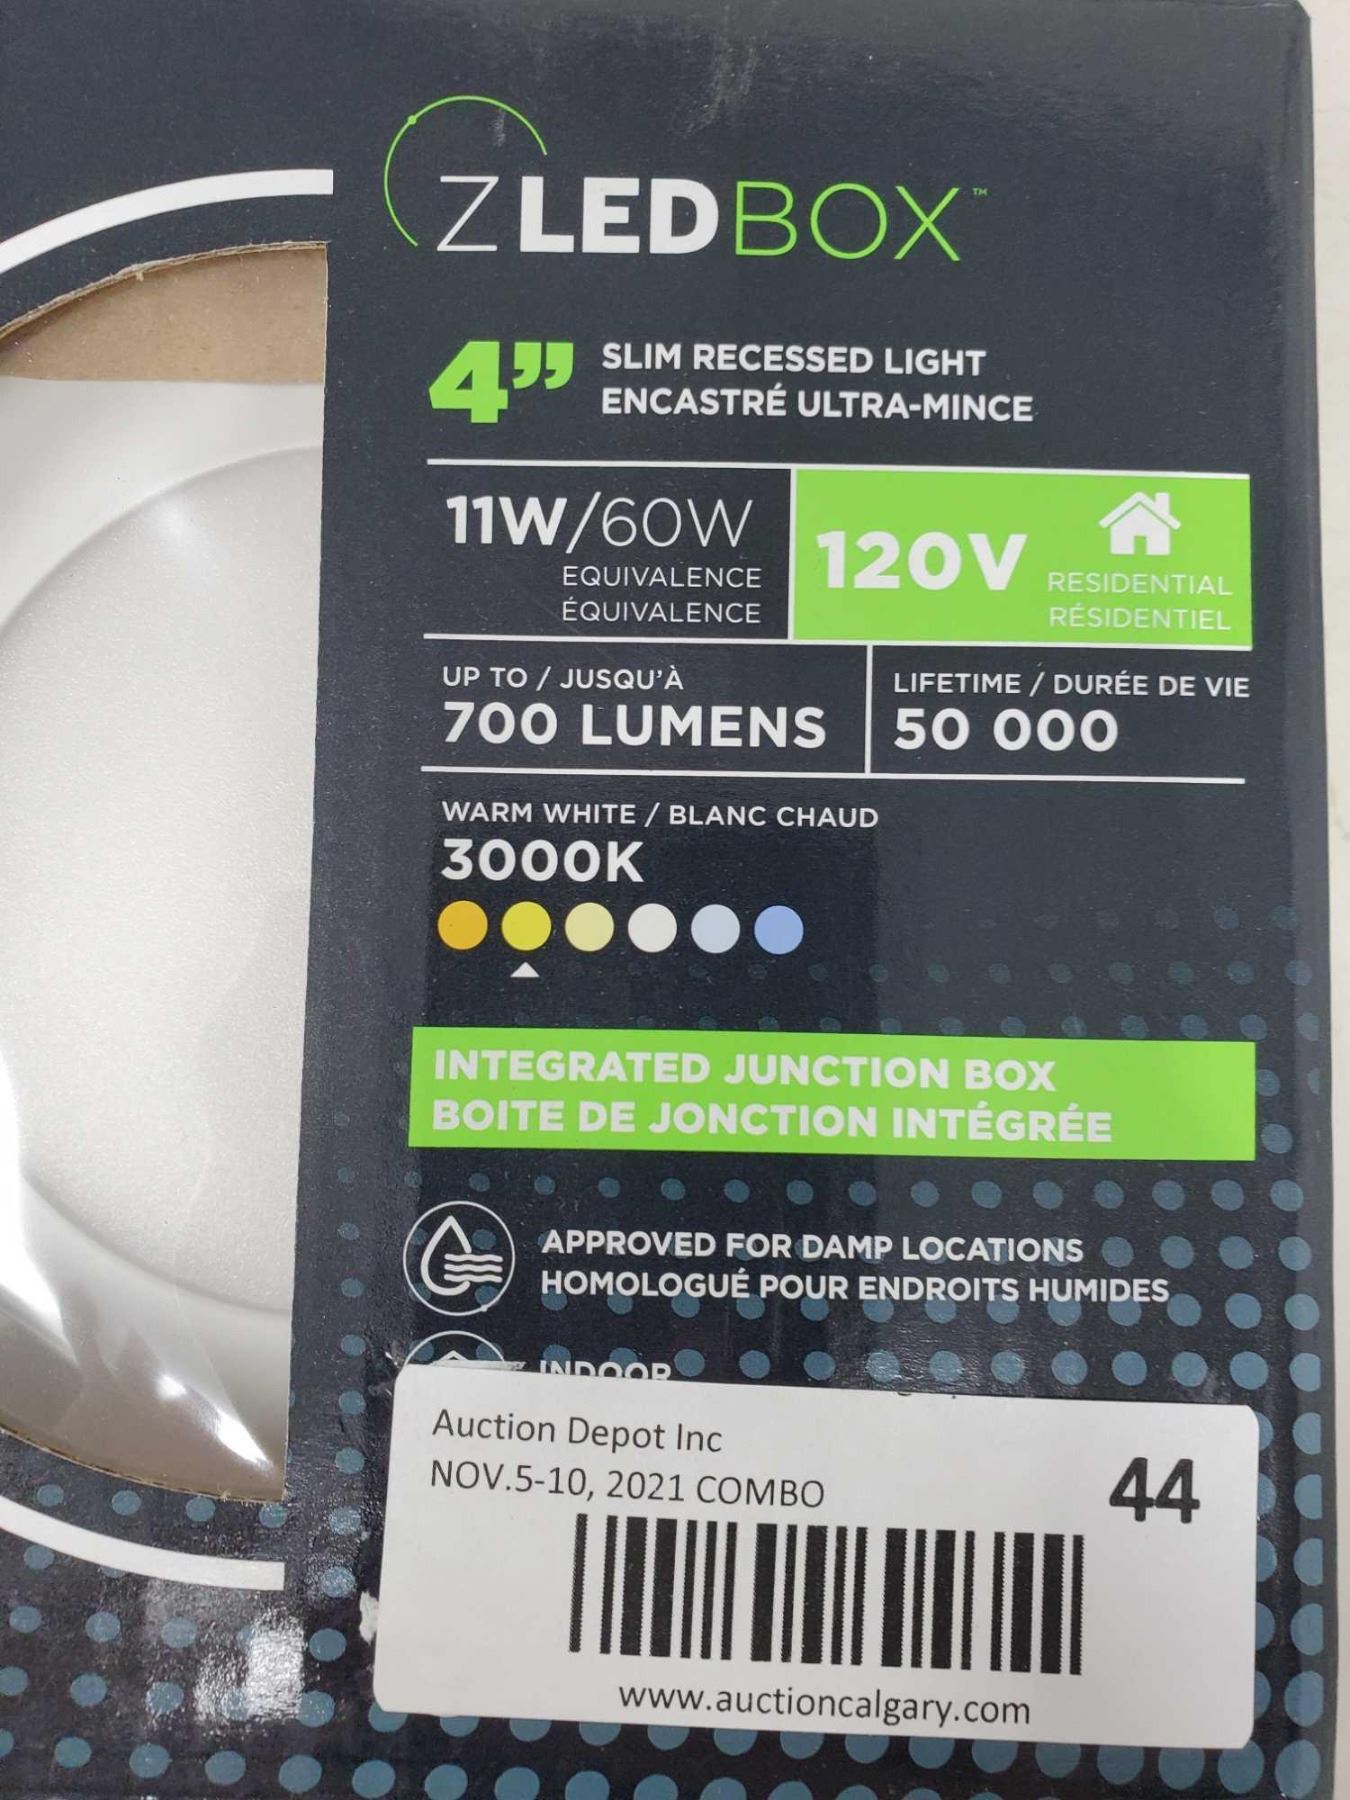 ZLEDBOX™
4”
SLIM RECESSED LIGHT
ENCASTRÉ ULTRA-MINCE
11W/60W
EQUIVALENCE
ÉQUIVALENCE
120V
RESIDENTIAL
RÉSIDENTIEL
UP TO / JUSQU’À
700 LUMENS
LIFETIME / DURÉE DE VIE
50 000
WARM WHITE / BLANC CHAUD
3000K
INTEGRATED JUNCTION BOX
BOITE DE JONCTION INTÉGRÉE
APPROVED FOR DAMP LOCATIONS
HOMOLOGUÉ POUR ENDROITS HUMIDES
INDOOR
Auction Depot Inc
NOV.5-10, 2021 COMBO
44
www.auctioncalgary.com